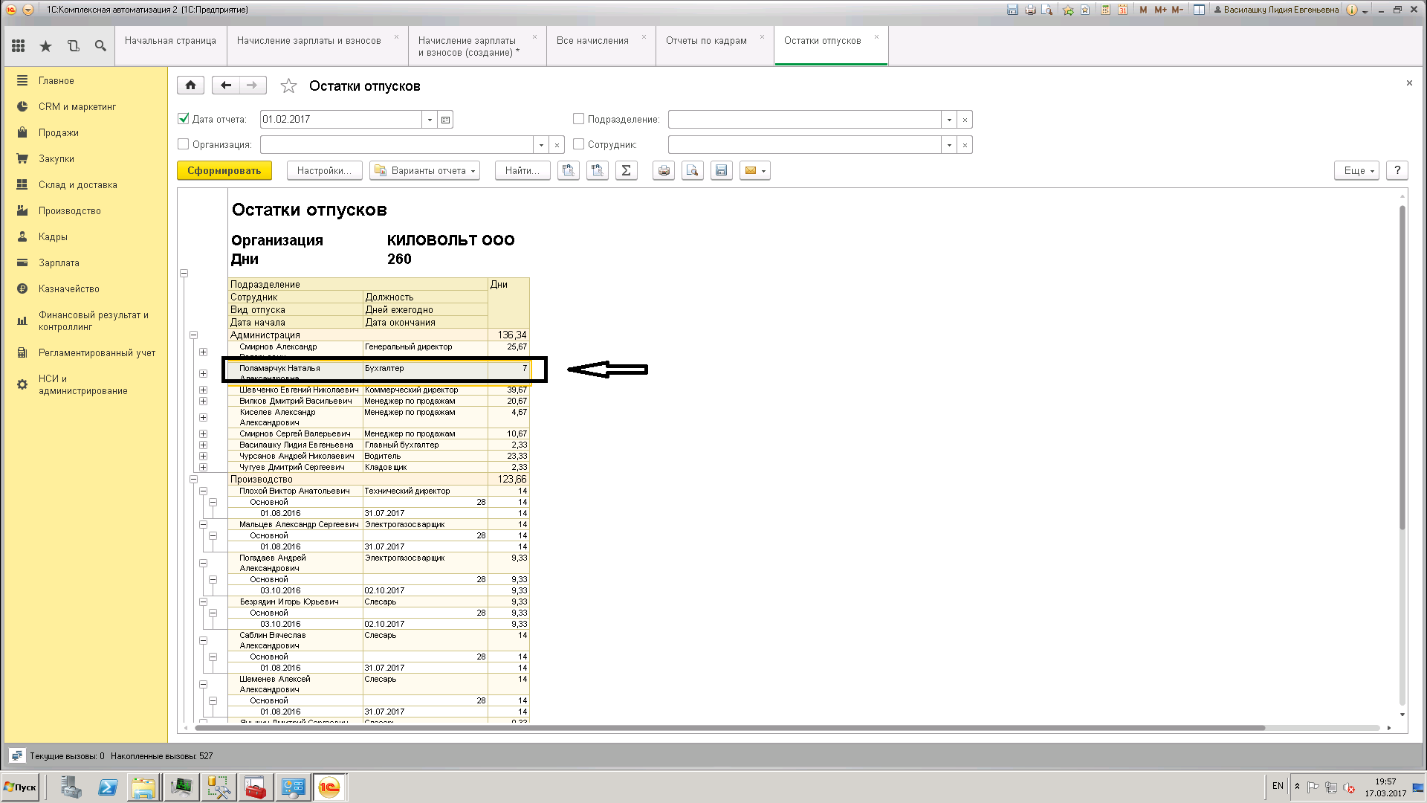 1С:Комплексная автоматизация 2 (1С:Предприятие)
M M+ M-
Василашку Лидия Евгеньевна
Начальная страница
Начисление зарплаты и взносов
Начисление зарплаты
и взносов (создание) *
Все начисления
Отчеты по кадрам
Остатки отпусков
Главное
CRM и маркетинг
Продажи
Закупки
Склад и доставка
Производство
Кадры
Зарплата
Казначейство
Финансовый результат и
контроллинг
Регламентированный учет
НСИ и
администрирование
Остатки отпусков
Дата отчета: 01.02.2017
Подразделение:
Организация:
Сотрудник:
Сформировать
Настройки...
Варианты отчета
Найти...
Σ
Еще
?
Остатки отпусков
Организация КИЛОВОЛЬТ ООО
Дни 260
Подразделение Дни
Сотрудник Должность
Вид отпуска Дней ежегодно
Дата начала Дата окончания
Администрация 136,34
Смирнов Александр Генеральный директор 25,67
Паламарчук Наталья Бухгалтер 7
Александровна
Шевченко Евгений Николаевич Коммерческий директор 39,67
Вилков Дмитрий Васильевич Менеджер по продажам 20,67
Киселев Александр Менеджер по продажам 4,67
Александрович
Смирнов Сергей Валерьевич Менеджер по продажам 10,67
Василашку Лидия Евгеньевна Главный бухгалтер 2,33
Чурсанов Андрей Николаевич Водитель 23,33
Чугуев Дмитрий Сергеевич Кладовщик 2,33
Производство 123,66
Плохой Виктор Анатольевич Технический директор 14
Основной 28 14
01.08.2016 31.07.2017 14
Мальцев Александр Сергеевич Электрогазосварщик 14
Основной 28 14
01.08.2016 31.07.2017 14
Погадаев Андрей Электрогазосварщик 9,33
Александрович
Основной 28 9,33
03.10.2016 02.10.2017 9,33
Безрядин Игорь Юрьевич Слесарь 9,33
Основной 28 9,33
03.10.2016 02.10.2017 9,33
Саблин Вячеслав Слесарь 14
Александрович
Основной 28 14
01.08.2016 31.07.2017 14
Шеменев Алексей Слесарь 14
Александрович
Основной 28 14
01.08.2016 31.07.2017 14
Текущие вызовы: 0 Накопленные вызовы: 527
Пуск
EN
19:57
17.03.2017